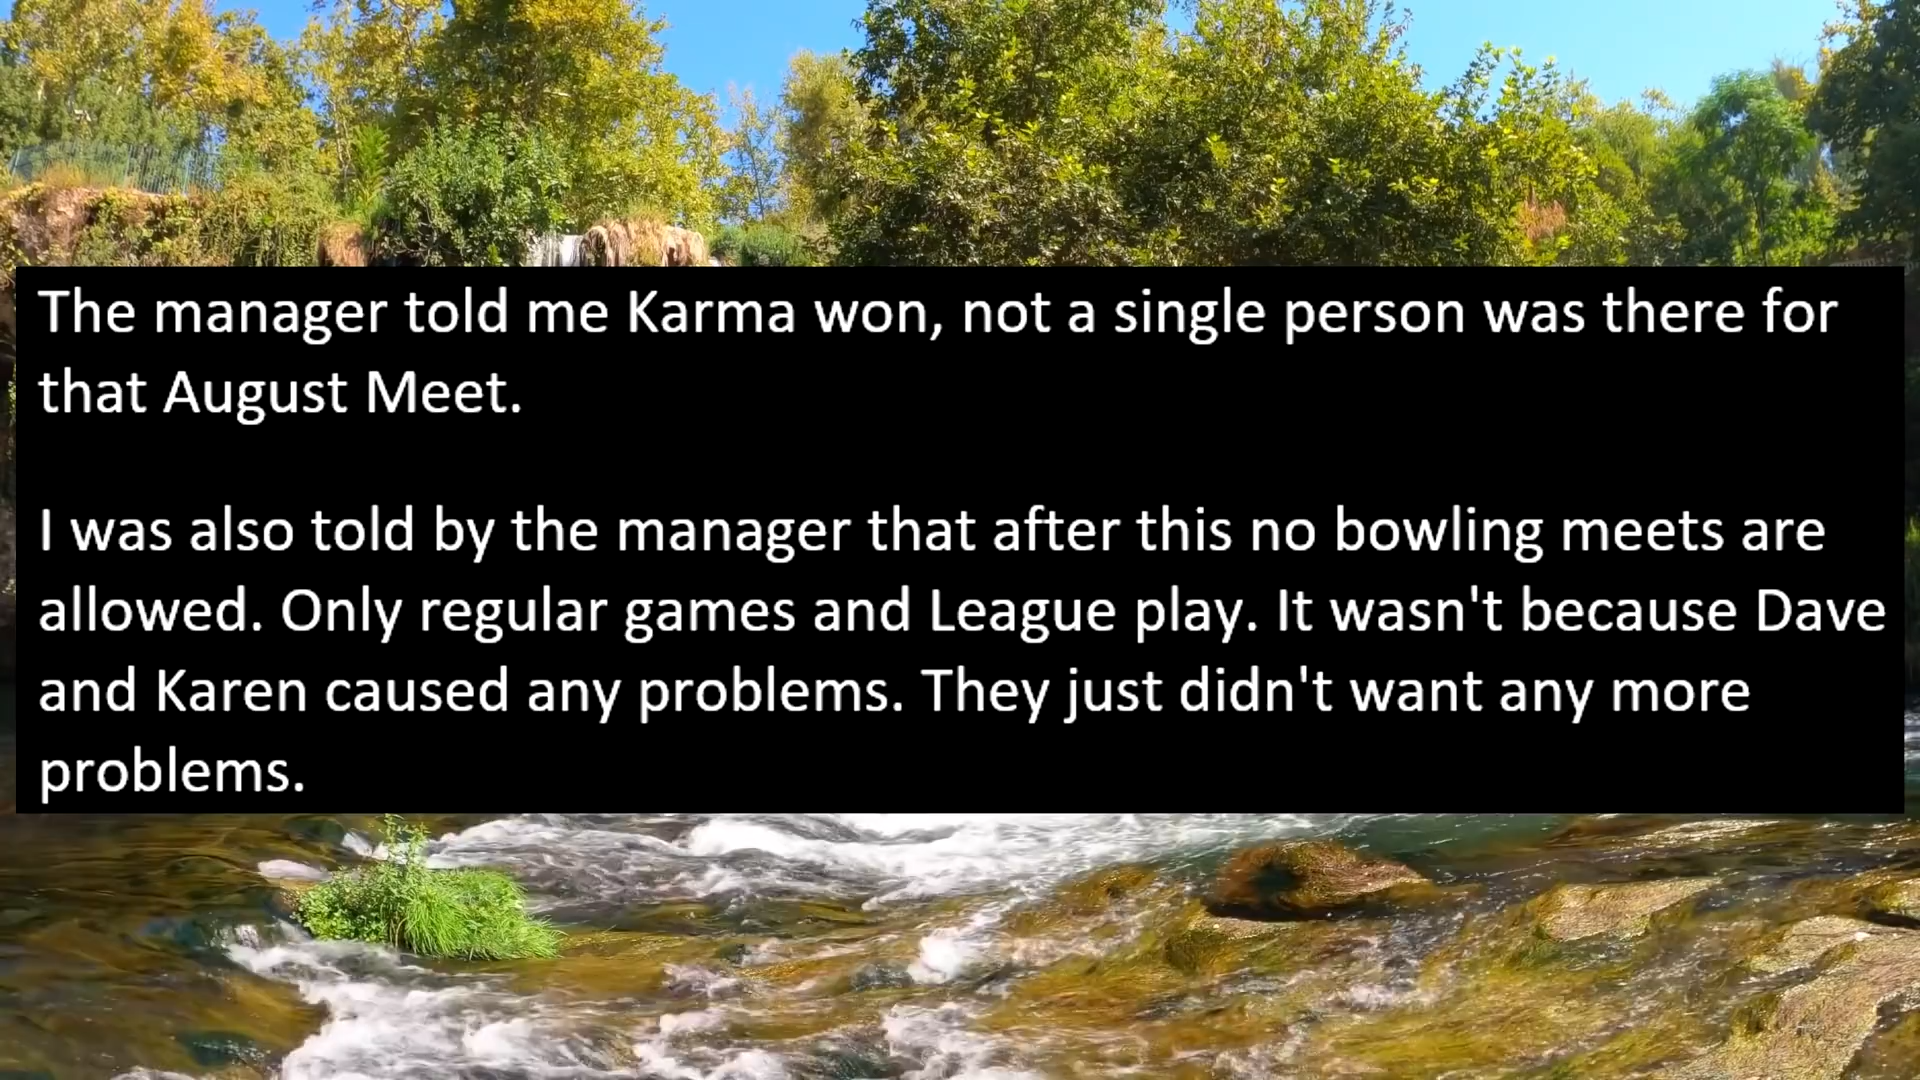 The manager told me Karma won, not a single person was there for
that August Meet.
I was also told by the manager that after this no bowling meets are
allowed. Only regular games and League play. It wasn't because Dave
and Karen caused any problems. They just didn't want any more
problems.